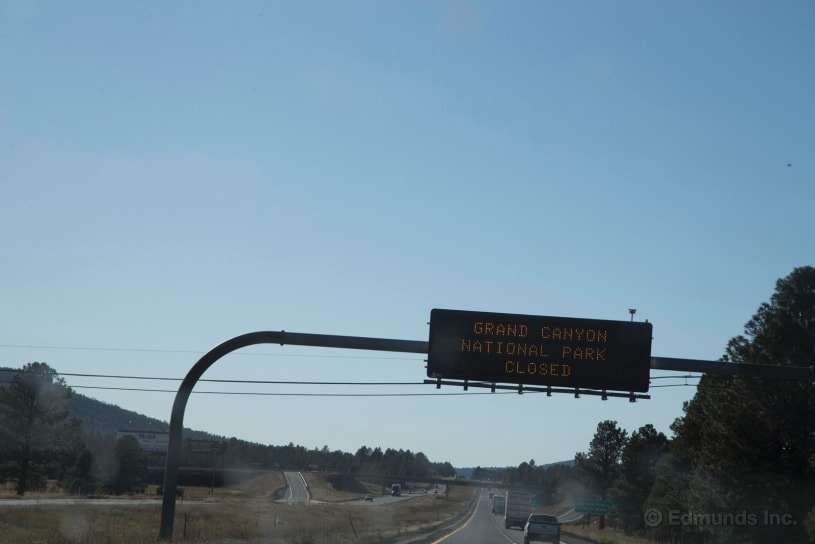 GRAND CANYON
NATIONAL PARK
CLOSED
© Edmunds Inc.